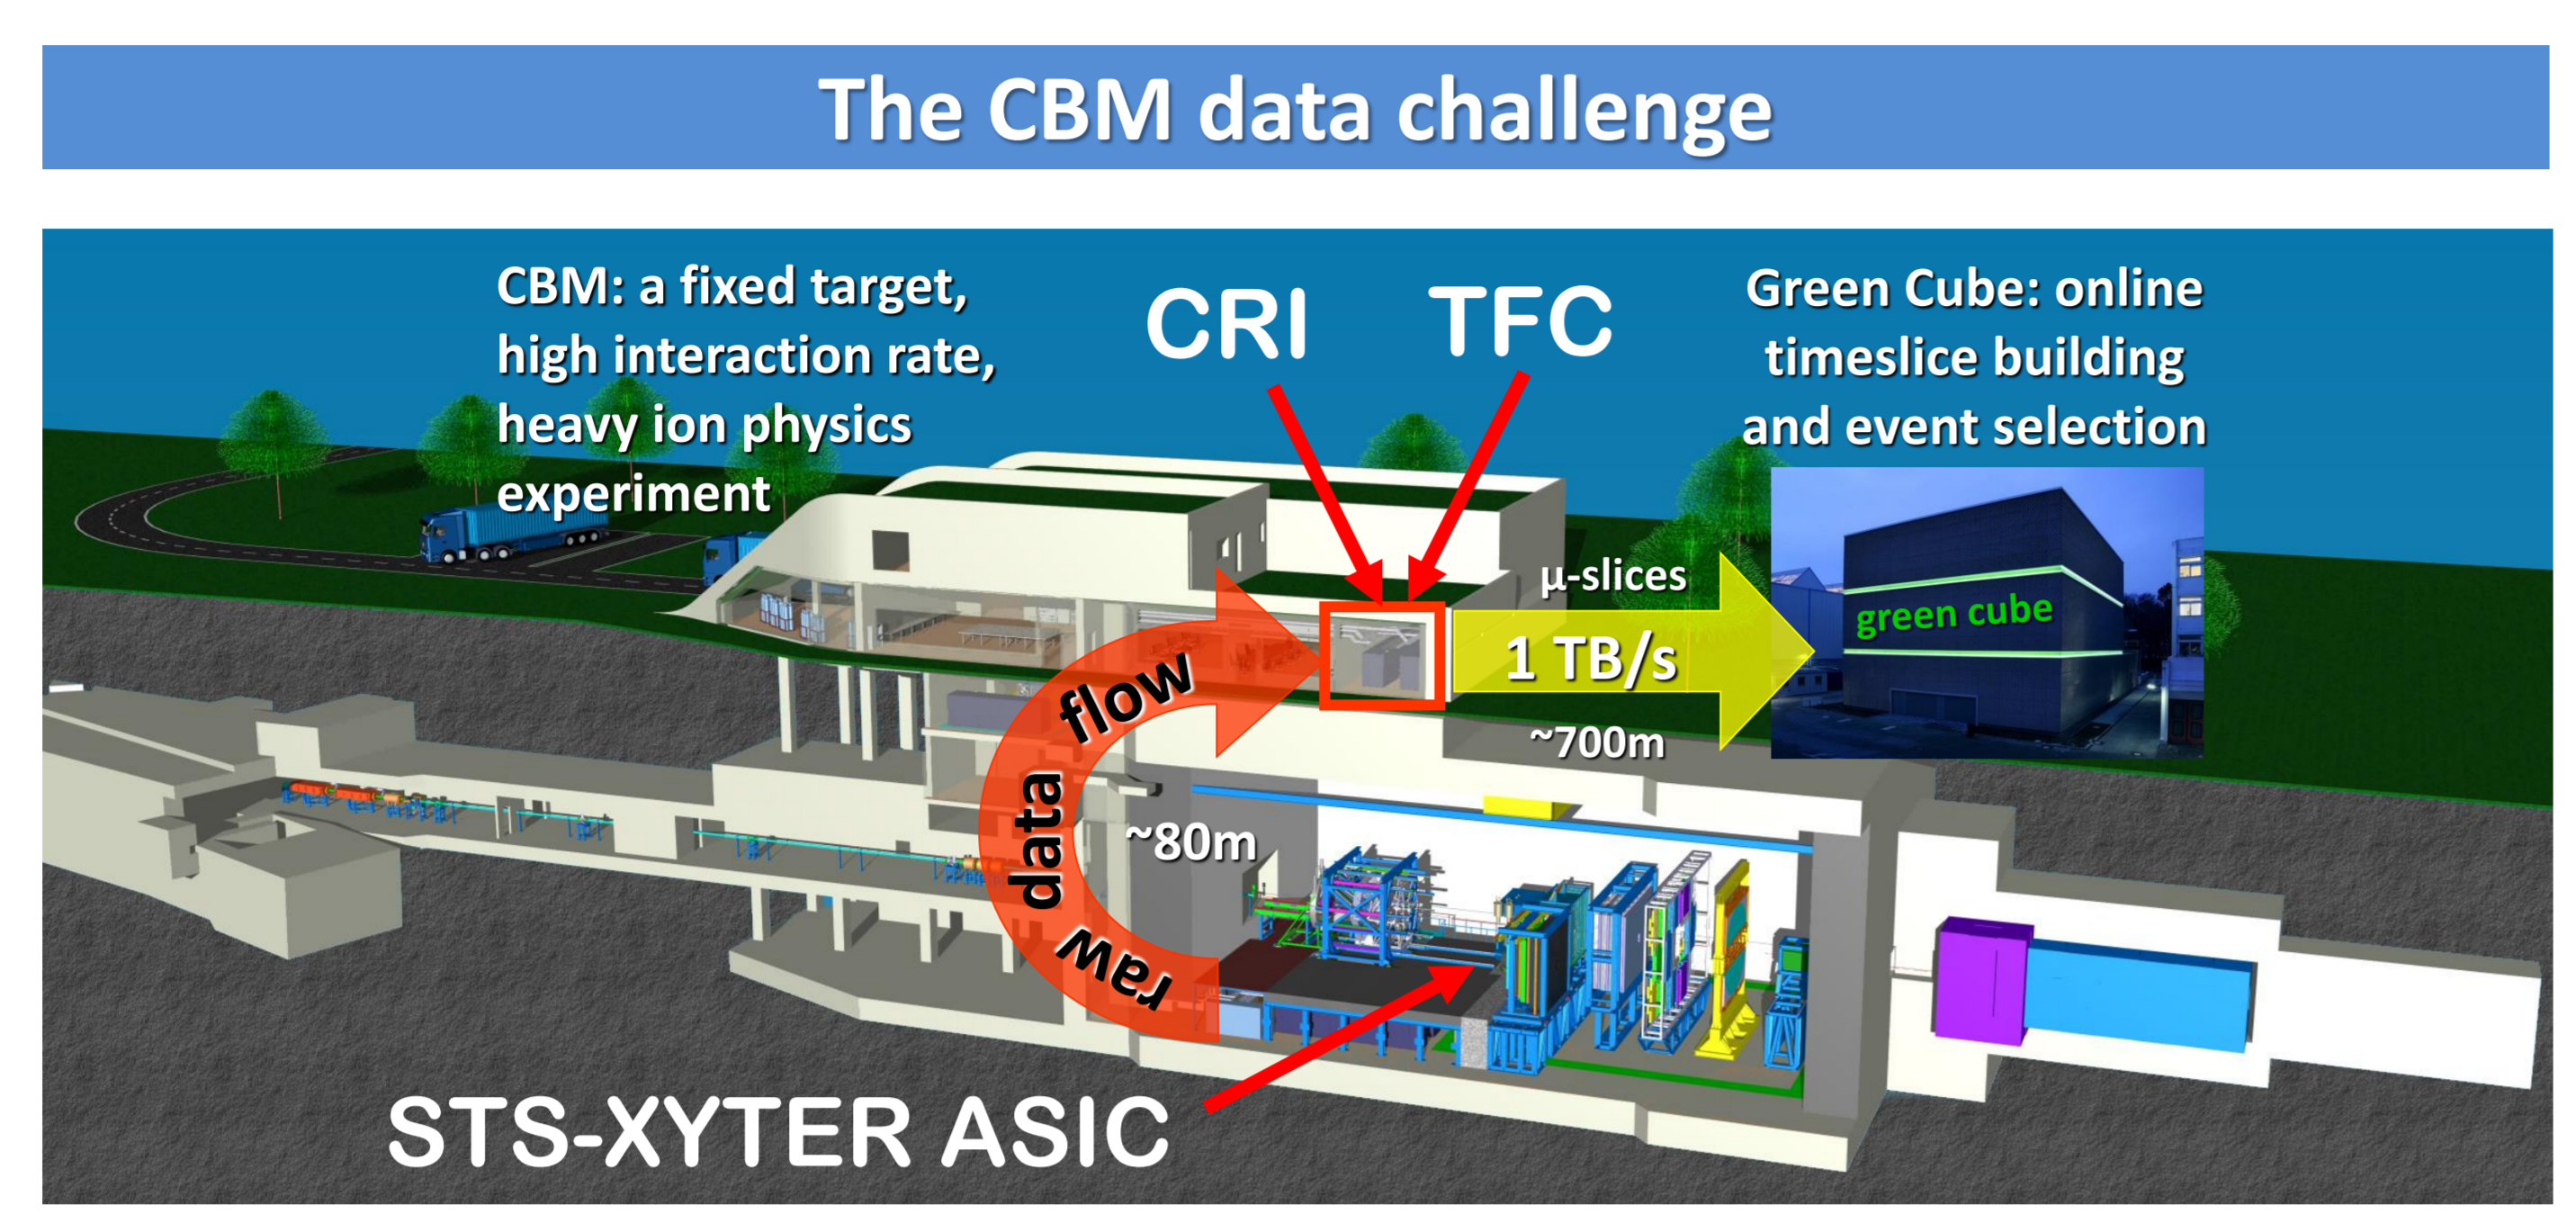 The CBM data challenge
CBM: a fixed target,
high interaction rate,
heavy ion physics
experiment
CRI
TFC
Green Cube: online
timeslice building
and event selection
green cube
µ-slices
1 TB/s
~700m
raw data flow
~80m
STS-XYTER ASIC